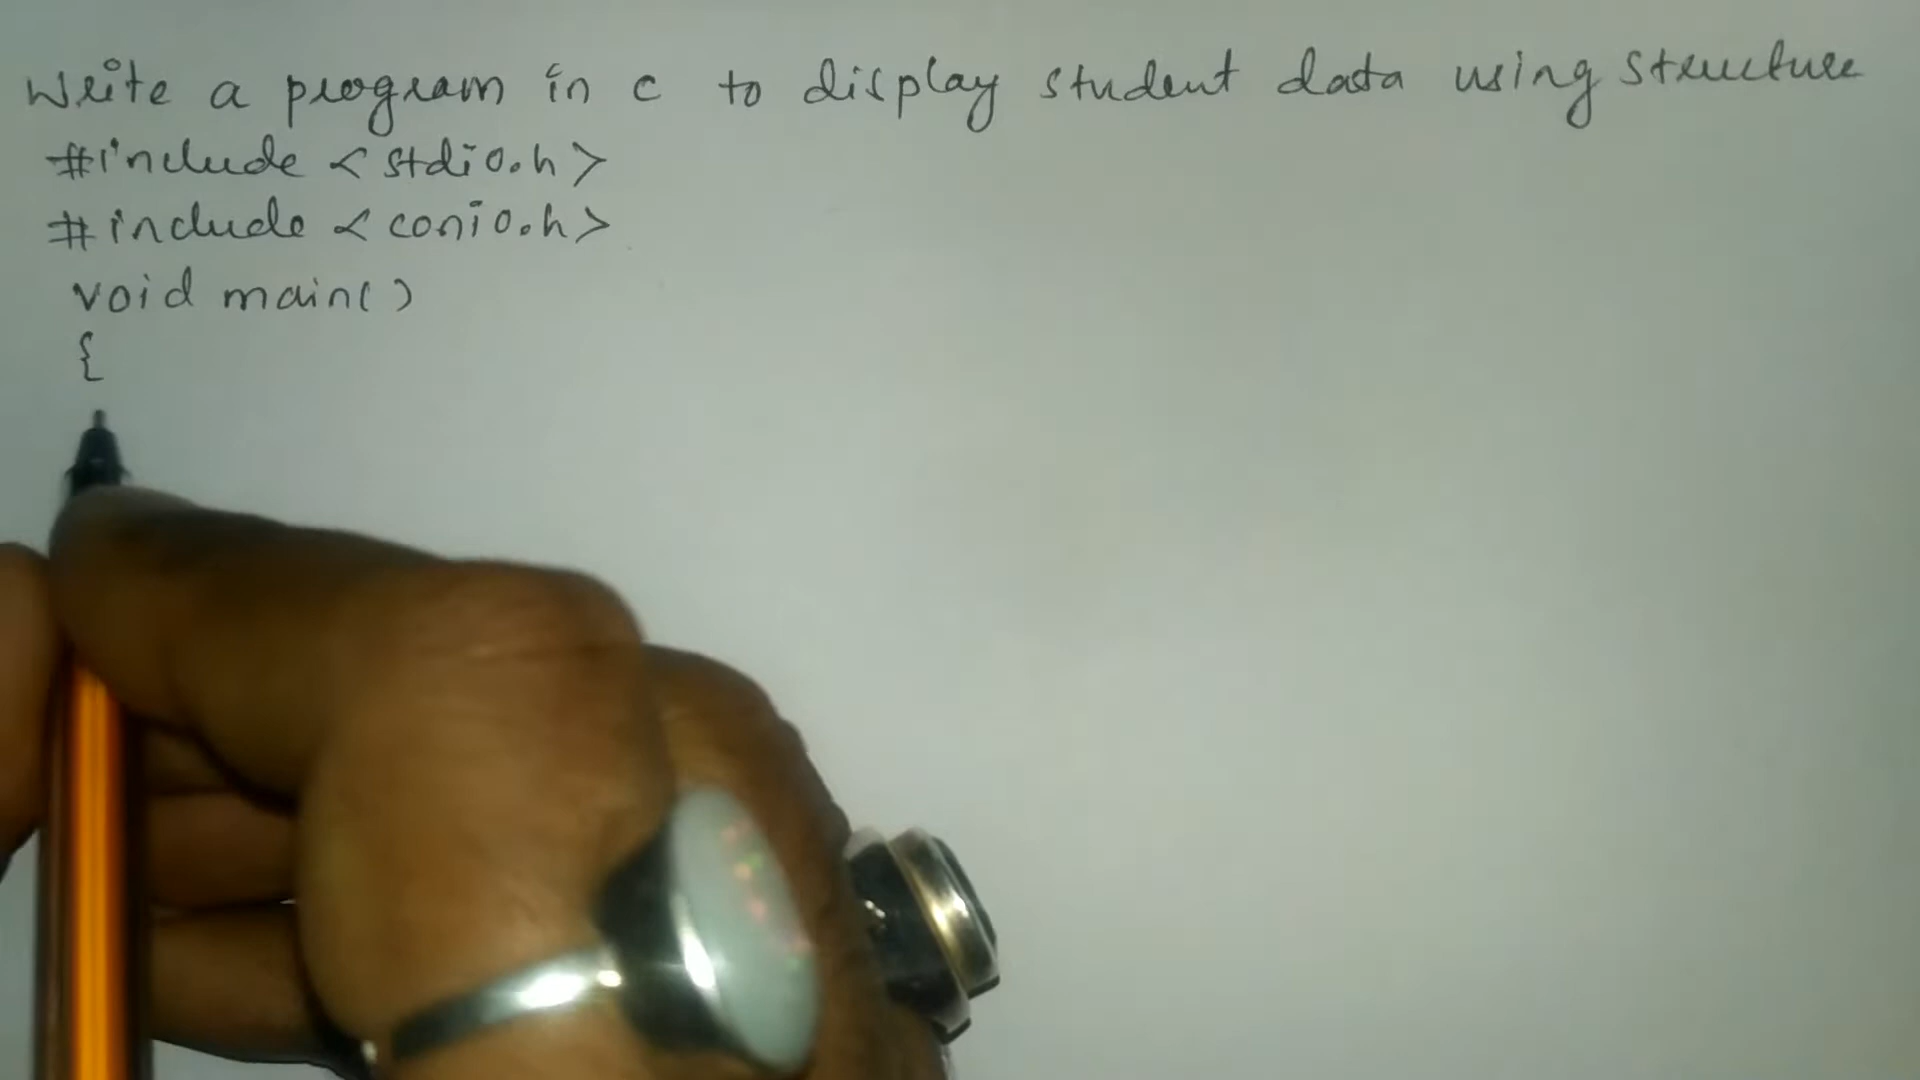 Write a program in c to display student data using structure
#include <stdio.h>
#include <conio.h>
void main()
{